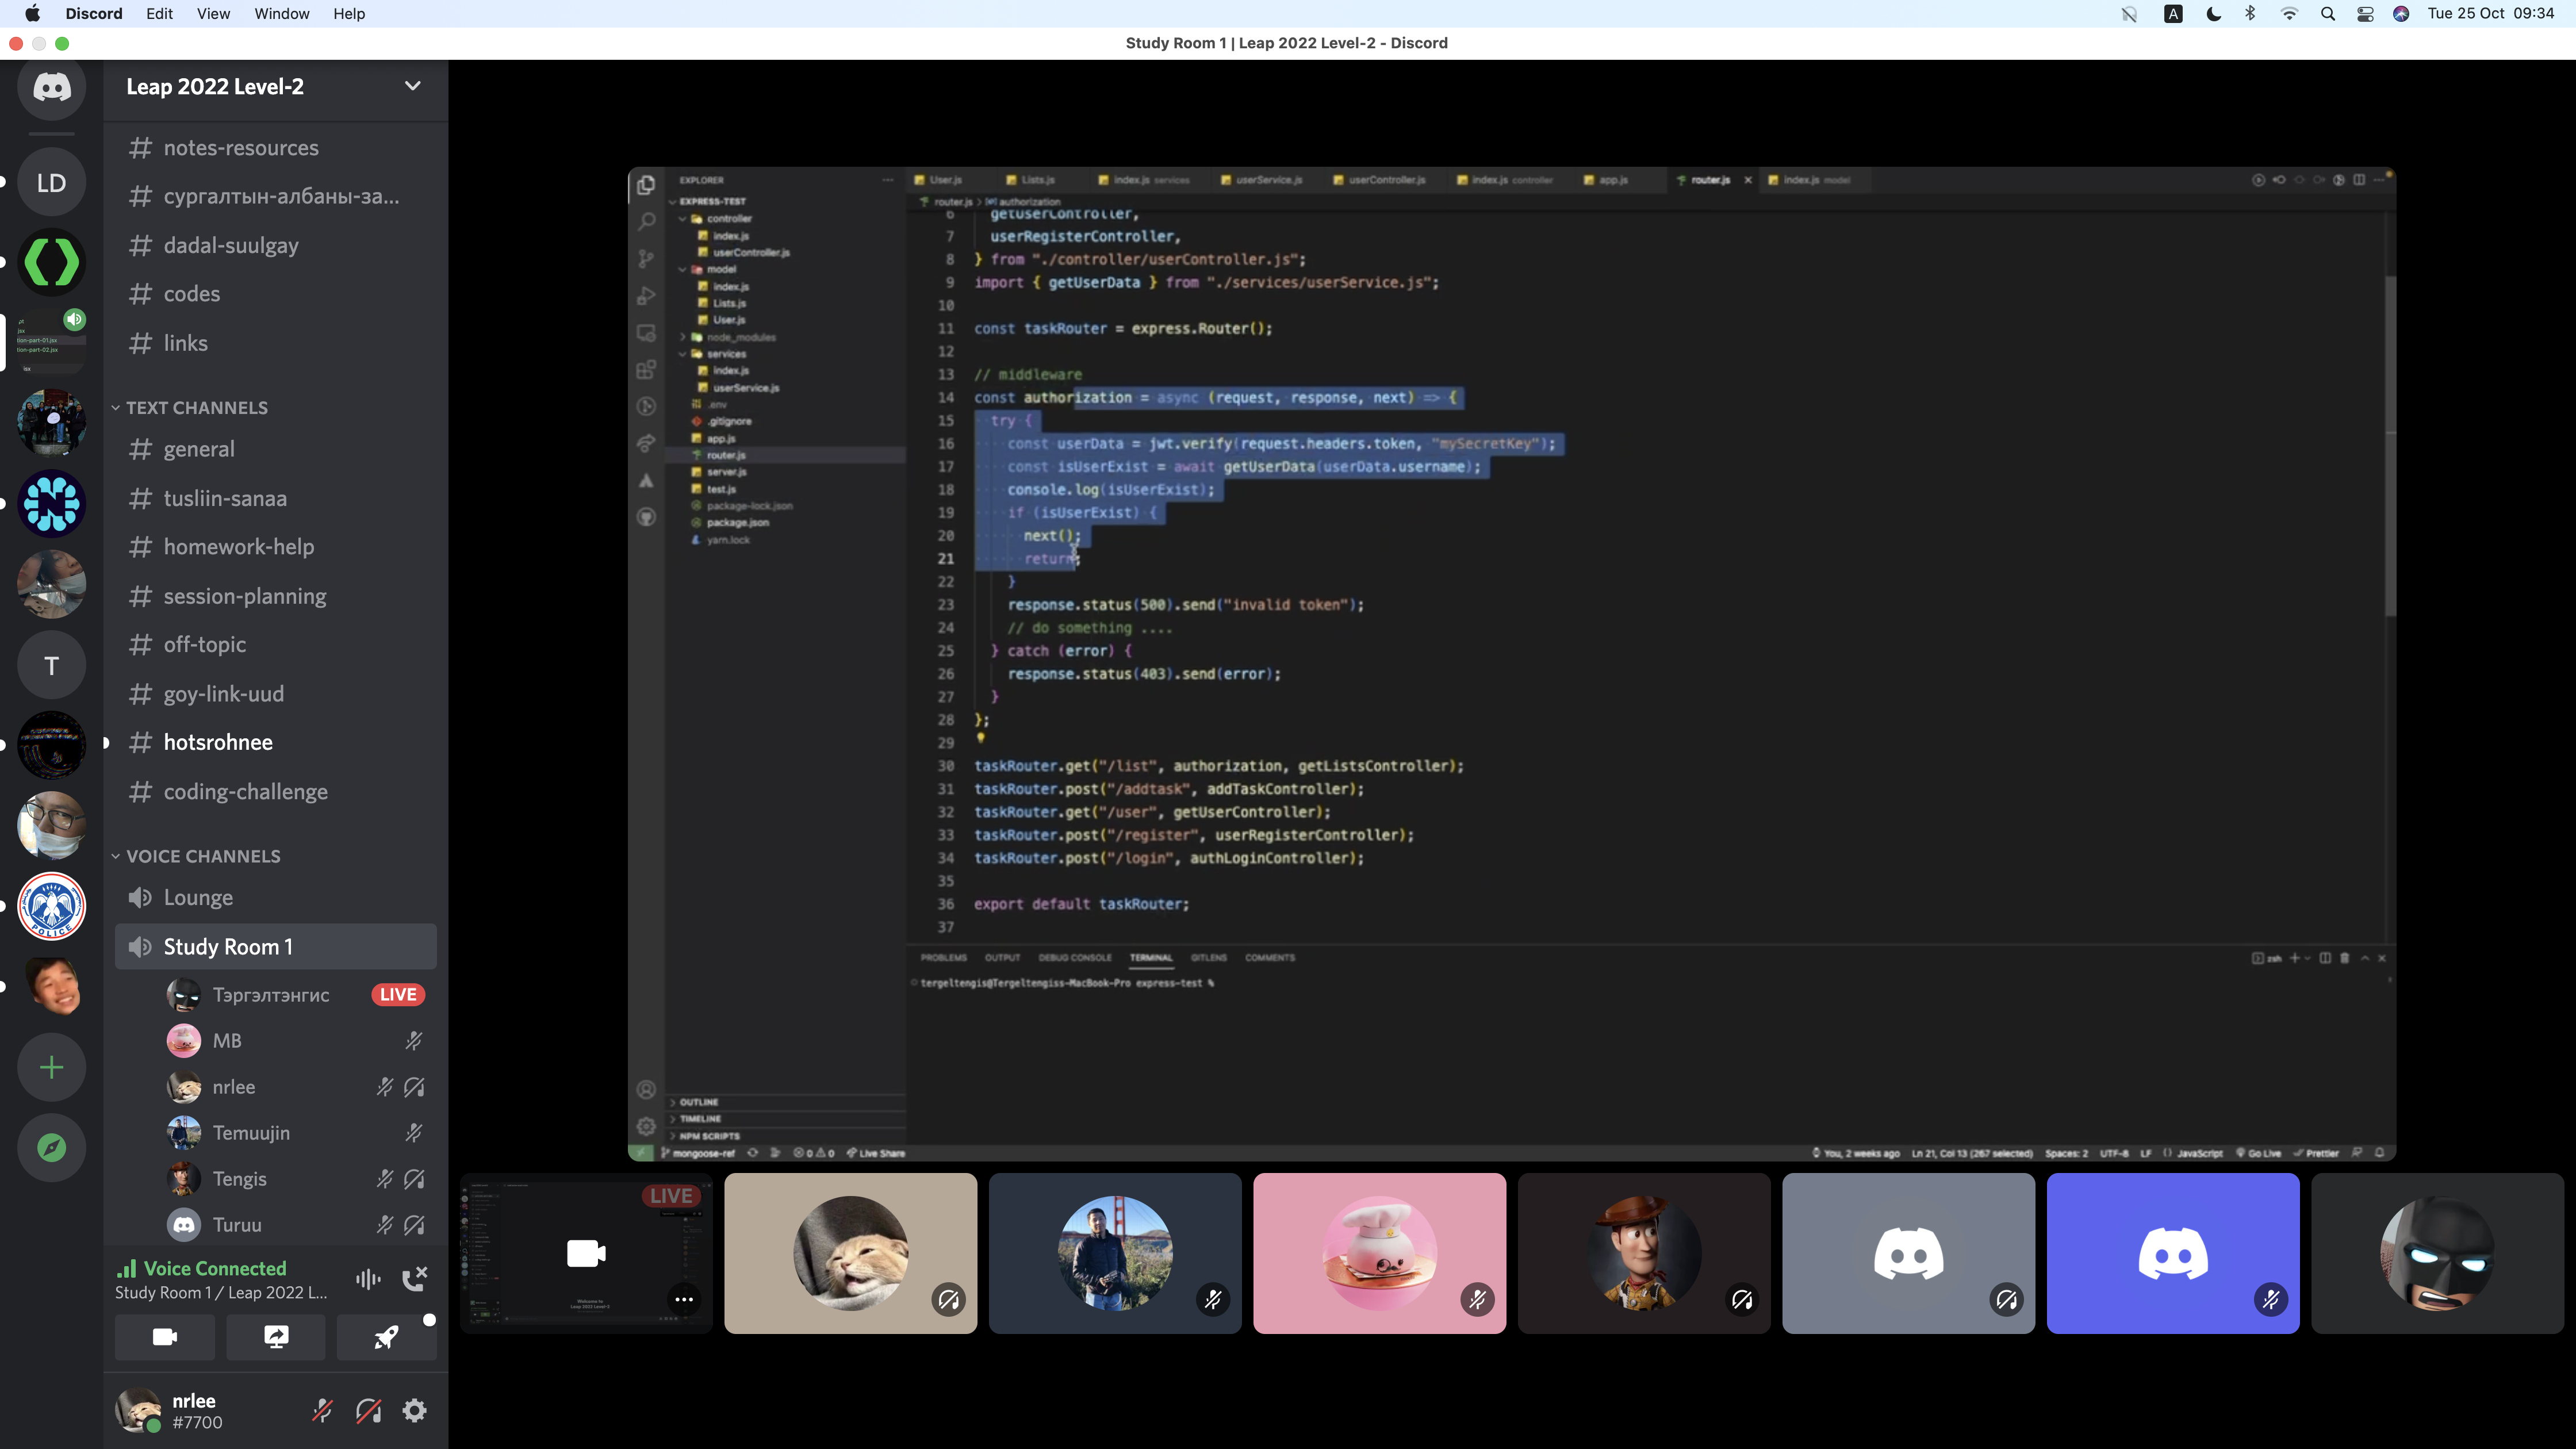 Discord Edit View Window Help
A Tue 25 Oct 09:34
Study Room 1 | Leap 2022 Level-2 - Discord
Leap 2022 Level-2
# notes-resources
# сургалтын-албаны-за...
# dadal-suulgay
# codes
# links
TEXT CHANNELS
# general
# tusliin-sanaa
# homework-help
# session-planning
# off-topic
# goy-link-uud
# hotsrohnee
# coding-challenge
VOICE CHANNELS
Lounge
Study Room 1
Тэргэлтэнгис LIVE
MB
nrlee
Temuujin
Tengis
Turuu
Voice Connected
Study Room 1 / Leap 2022 L...
nrlee
#7700
LD
tion-part-01.jsx
tion-part-02.jsx
T
POLICE
EXPLORER ...
EXPRESS-TEST
controller
index.js
userController.js
model
index.js
Lists.js
User.js
node_modules
services
index.js
userService.js
.env
.gitignore
app.js
router.js
server.js
test.js
package-lock.json
package.json
yarn.lock
OUTLINE
TIMELINE
NPM SCRIPTS
User.js Lists.js index.js services userService.js userController.js index.js controller app.js router.js index.js model
router.js > authorization
6 getUserController,
7 userRegisterController,
8 } from "./controller/userController.js";
9 import { getUserData } from "./services/userService.js";
10
11 const taskRouter = express.Router();
12
13 // middleware
14 const authorization = async (request, response, next) => {
15 try {
16 const userData = jwt.verify(request.headers.token, "mySecretKey");
17 const isUserExist = await getUserData(userData.username);
18 console.log(isUserExist);
19 if (isUserExist) {
20 next();
21 return;
22 }
23 response.status(500).send("invalid token");
24 // do something ....
25 } catch (error) {
26 response.status(403).send(error);
27 }
28 };
29
30 taskRouter.get("/list", authorization, getListsController);
31 taskRouter.post("/addtask", addTaskController);
32 taskRouter.get("/user", getUserController);
33 taskRouter.post("/register", userRegisterController);
34 taskRouter.post("/login", authLoginController);
35
36 export default taskRouter;
37
PROBLEMS OUTPUT DEBUG CONSOLE TERMINAL GITLENS COMMENTS zsh
tergeltengis@Tergeltengiss-MacBook-Pro express-test %
mongoose-ref 0 0 Live Share You, 2 weeks ago Ln 21, Col 13 (267 selected) Spaces: 2 UTF-8 LF {} JavaScript Go Live Prettier
LIVE
Welcome to
Leap 2022 Level-2